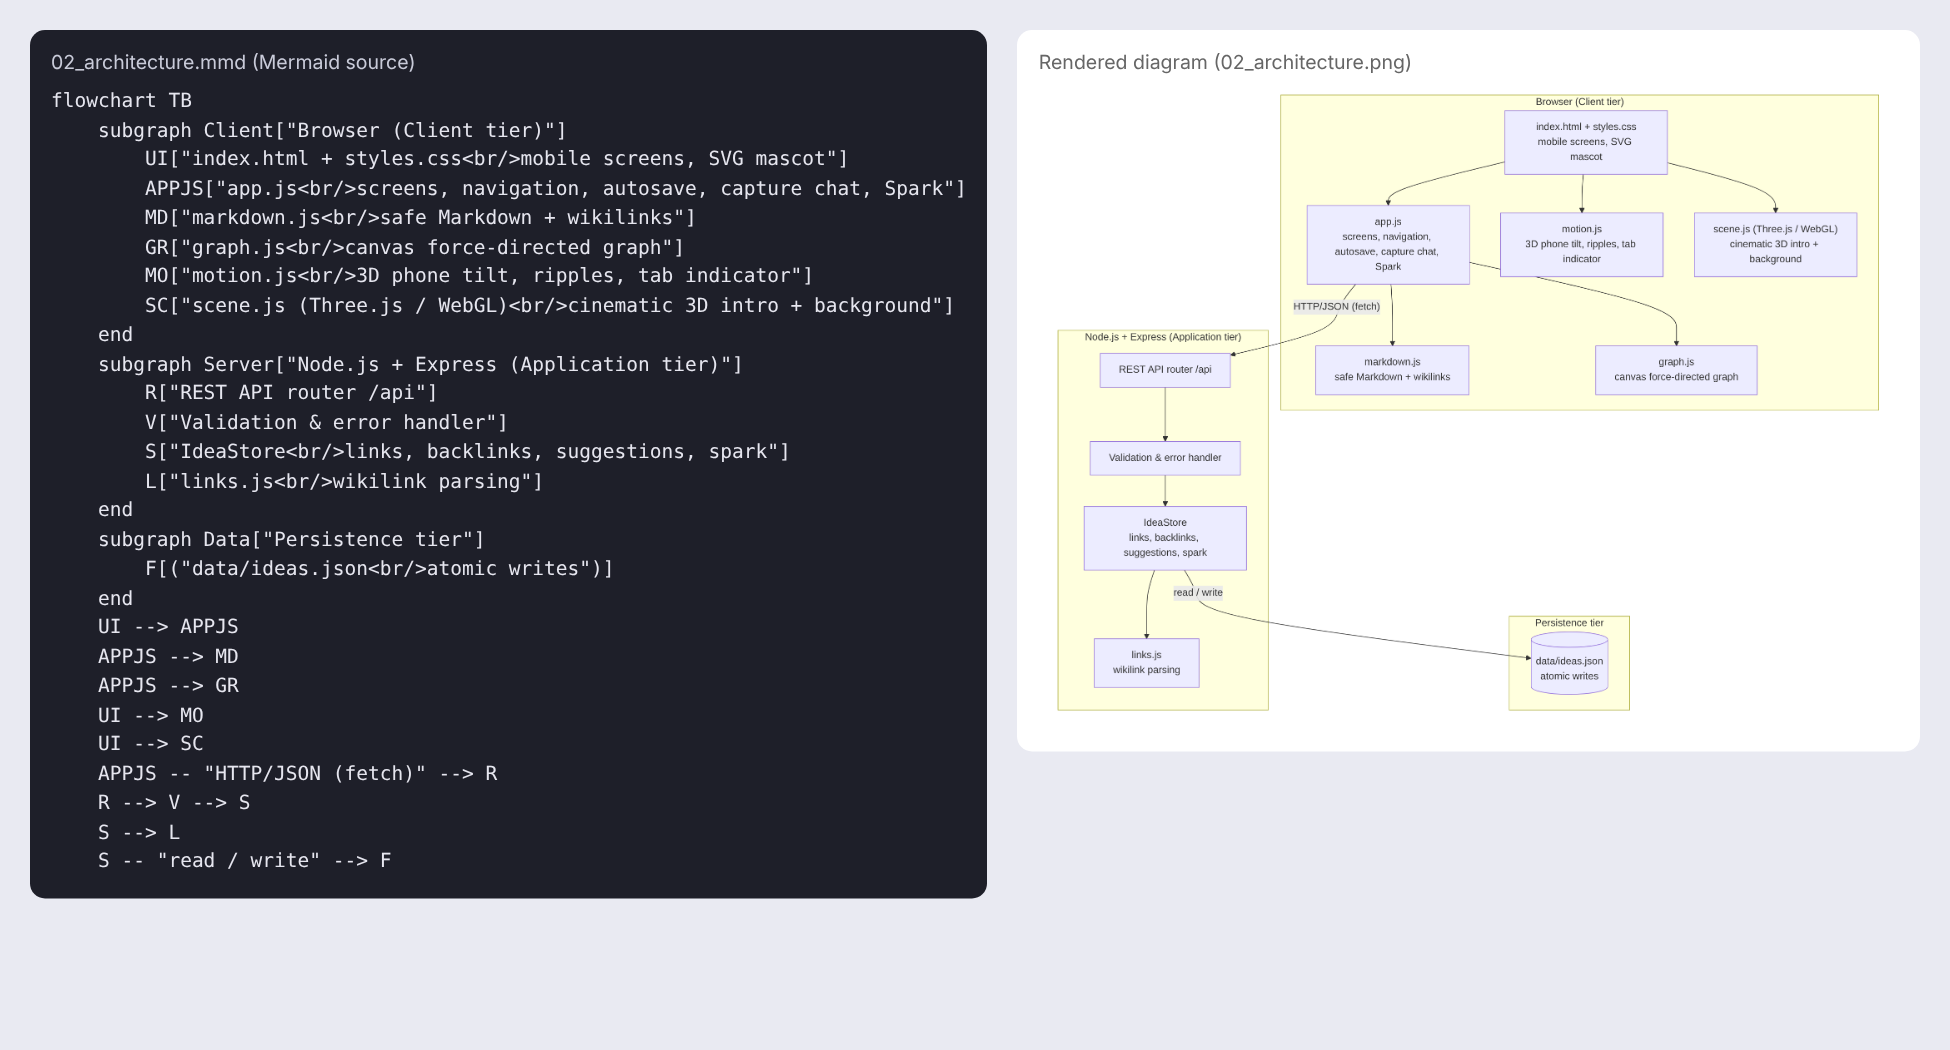 02_architecture.mmd (Mermaid source)
flowchart TB
    subgraph Client["Browser (Client tier)"]
        UI["index.html + styles.css<br/>mobile screens, SVG mascot"]
        APPJS["app.js<br/>screens, navigation, autosave, capture chat, Spark"]
        MD["markdown.js<br/>safe Markdown + wikilinks"]
        GR["graph.js<br/>canvas force-directed graph"]
        MO["motion.js<br/>3D phone tilt, ripples, tab indicator"]
        SC["scene.js (Three.js / WebGL)<br/>cinematic 3D intro + background"]
    end
    subgraph Server["Node.js + Express (Application tier)"]
        R["REST API router /api"]
        V["Validation & error handler"]
        S["IdeaStore<br/>links, backlinks, suggestions, spark"]
        L["links.js<br/>wikilink parsing"]
    end
    subgraph Data["Persistence tier"]
        F[("data/ideas.json<br/>atomic writes")]
    end
    UI --> APPJS
    APPJS --> MD
    APPJS --> GR
    UI --> MO
    UI --> SC
    APPJS -- "HTTP/JSON (fetch)" --> R
    R --> V --> S
    S --> L
    S -- "read / write" --> F
Rendered diagram (02_architecture.png)
Browser (Client tier)
index.html + styles.css
mobile screens, SVG
mascot
app.js
screens, navigation,
autosave, capture chat,
Spark
motion.js
3D phone tilt, ripples, tab
indicator
scene.js (Three.js / WebGL)
cinematic 3D intro +
background
HTTP/JSON (fetch)
markdown.js
safe Markdown + wikilinks
graph.js
canvas force-directed graph
Node.js + Express (Application tier)
REST API router /api
Validation & error handler
IdeaStore
links, backlinks,
suggestions, spark
read / write
links.js
wikilink parsing
Persistence tier
data/ideas.json
atomic writes